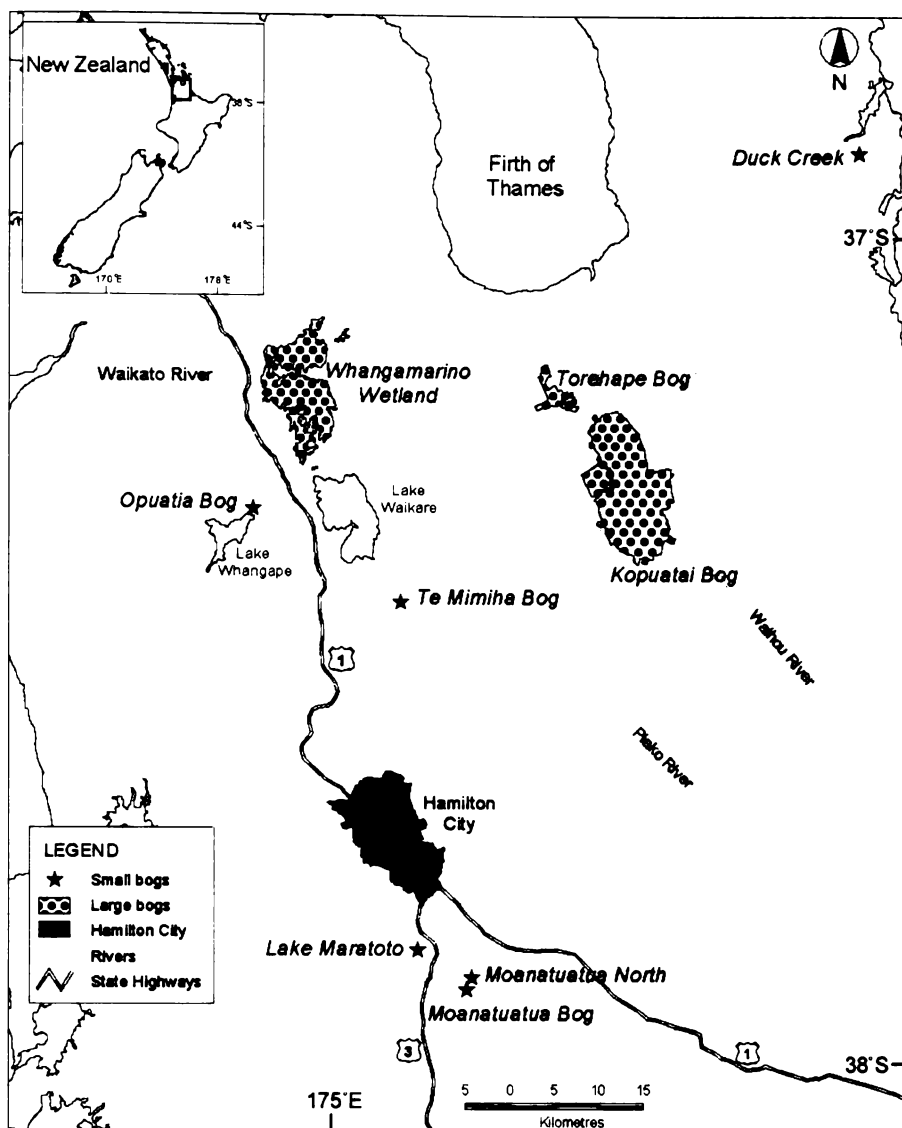 New Zealand
38°S
44°S
170°E
178°E
N
Firth of
Thames
Duck Creek
37°S
Waikato River
Whangamarino
Wetland
Torehape Bog
Opuatia Bog
Lake
Waikare
Lake
Whangape
Kopuatai Bog
Te Mimiha Bog
Waihou River
1
Piako River
Hamilton
City
LEGEND
Small bogs
Large bogs
Hamilton City
Rivers
State Highways
Lake Maratoto
Moanatuatua North
Moanatuatua Bog
3
1
38°S
175°E
5 0 5 10 15
Kilometres